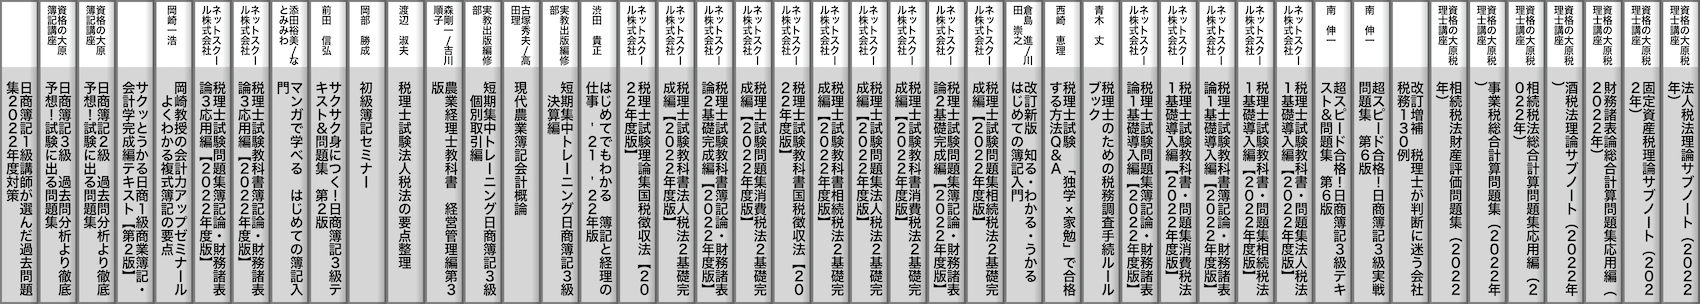 資格の大原税
理士講座
法人税法理論サブノート（2022
年）
資格の大原税
理士講座
固定資産税理論サブノート（202
2年）
資格の大原税
理士講座
財務諸表論総合計算問題集応用編（
2022年）
資格の大原税
理士講座
酒税法理論サブノート（2022年
）
資格の大原税
理士講座
相続税法総合計算問題集応用編（2
022年）
資格の大原税
理士講座
事業税総合計算問題集（2022年
）
資格の大原税
理士講座
相続税法財産評価問題集（2022
年）
改訂増補　税理士が判断に迷う会社
税務130例
南　伸一
超スピード合格！日商簿記3級実戦
問題集　第6版
南　伸一
超スピード合格！日商簿記3級テキ
スト＆問題集　第6版
ネットスクー
ル株式会社
税理士試験教科書・問題集法人税法
1基礎導入編【2022年度版】
ネットスクー
ル株式会社
税理士試験教科書・問題集相続税法
1基礎導入編【2022年度版】
ネットスクー
ル株式会社
税理士試験教科書簿記論・財務諸表
論1基礎導入編【2022年度版】
ネットスクー
ル株式会社
税理士試験教科書・問題集消費税法
1基礎導入編【2022年度版】
ネットスクー
ル株式会社
税理士試験問題集簿記論・財務諸表
論1基礎導入編【2022年度版】
青木　丈
税理士のための税務調査手続ルール
ブック
西崎　恵理
税理士試験　「独学×家勉」で合格
する方法Q＆A
倉島　進/川
田　崇之
改訂新版　知る・わかる・うかる
はじめての簿記入門
ネットスクー
ル株式会社
税理士試験問題集相続税法2基礎完
成編【2022年度版】
ネットスクー
ル株式会社
税理士試験問題集簿記論・財務諸表
論2基礎完成編【2022年度版】
ネットスクー
ル株式会社
税理士試験教科書消費税法2基礎完
成編【2022年度版】
ネットスクー
ル株式会社
税理士試験教科書相続税法2基礎完
成編【2022年度版】
ネットスクー
ル株式会社
税理士試験問題集法人税法2基礎完
成編【2022年度版】
ネットスクー
ル株式会社
税理士試験教科書国税徴収法【20
22年度版】
ネットスクー
ル株式会社
税理士試験問題集消費税法2基礎完
成編【2022年度版】
ネットスクー
ル株式会社
税理士試験教科書簿記論・財務諸表
論2基礎完成編【2022年度版】
ネットスクー
ル株式会社
税理士試験教科書法人税法2基礎完
成編【2022年度版】
ネットスクー
ル株式会社
税理士試験理論集国税徴収法【20
22年度版】
渋田　貴正
はじめてでもわかる　簿記と経理の
仕事　'21-'22年版
実教出版編修
部
短期集中トレーニング日商簿記3級
　決算編
古塚秀夫/高
田理
現代農業簿記会計概論
実教出版編修
部
短期集中トレーニング日商簿記3級
　個別取引編
森剛一/吉川
順子
農業経理士教科書　経営管理編第3
版
渡辺　淑夫
税理士試験法人税法の要点整理
岡部　勝成
初級簿記セミナー
前田　信弘
サクサク身につく！日商簿記3級テ
キスト＆問題集　第2版
添田裕美/な
とみみわ
マンガで学べる　はじめての簿記入
門
ネットスクー
ル株式会社
税理士試験教科書簿記論・財務諸表
論3応用編【2022年度版】
ネットスクー
ル株式会社
税理士試験問題集簿記論・財務諸表
論3応用編【2022年度版】
岡崎一浩
岡崎教授の会計力アップゼミナール
　よくわかる複式簿記の要点
サクッとうかる日商1級商業簿記・
会計学完成編テキスト【第2版】
資格の大原
簿記講座
日商簿記2級　過去問分析より徹底
予想！試験に出る問題集
資格の大原
簿記講座
日商簿記3級　過去問分析より徹底
予想！試験に出る問題集
日商簿記1級講師が選んだ過去問題
集2022年度対策